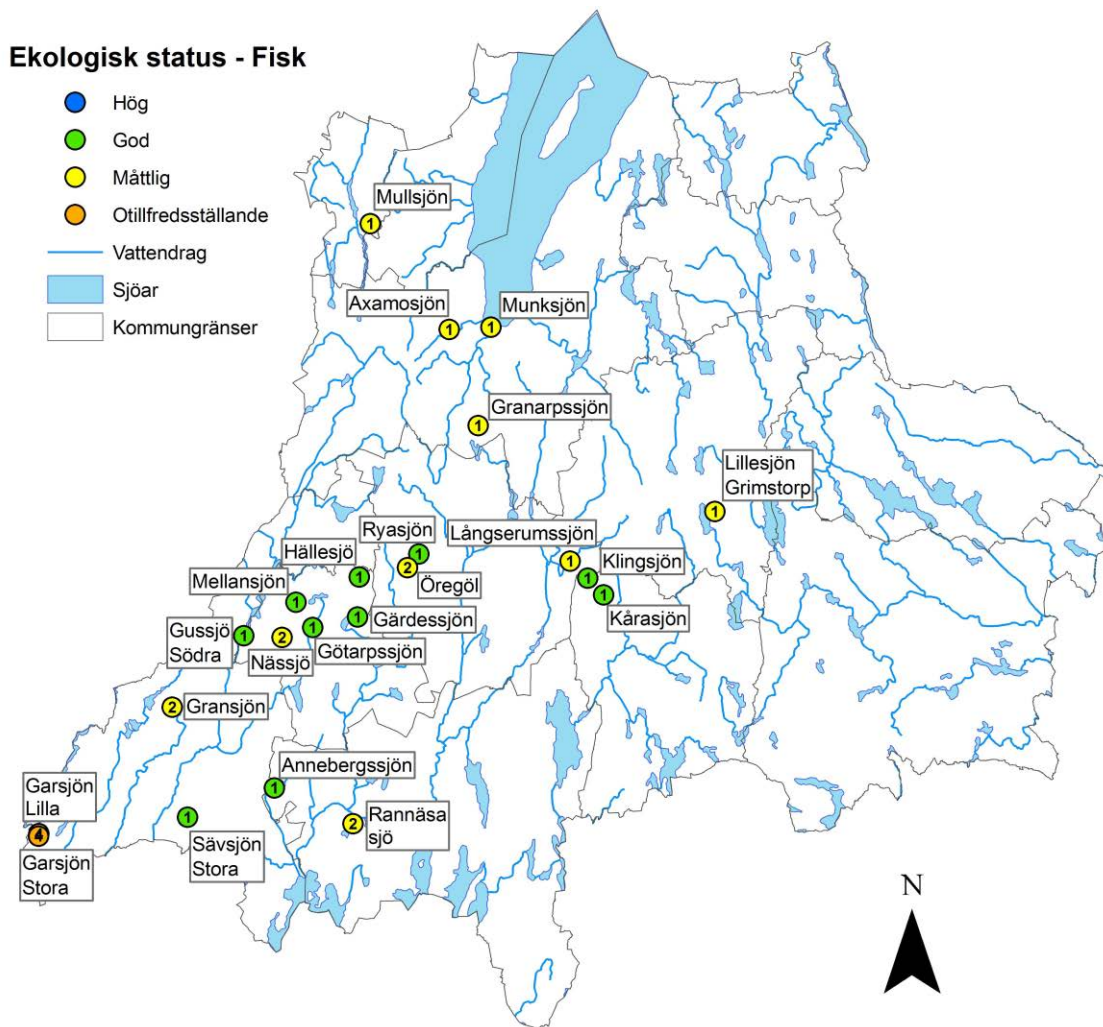 Ekologisk status - Fisk
Hög
God
Måttlig
Otillfredsställande
Vattendrag
Sjöar
Kommungränser
Mullsjön
1
Axamosjön
1
Munksjön
1
Granarpssjön
1
Lillesjön
Grimstorp
1
Ryasjön
1
Långserumssjön
1
Hällesjö
1
2
Öregöl
Klingsjön
1
Mellansjön
1
Kårasjön
1
Gärdessjön
1
Gussjö
Södra
1
Nässjö
2
Götarpssjön
1
Gransjön
2
Annebergssjön
1
Garsjön
Lilla
4
Garsjön
Stora
Sävsjön
Stora
1
Rannäsa
sjö
2
N